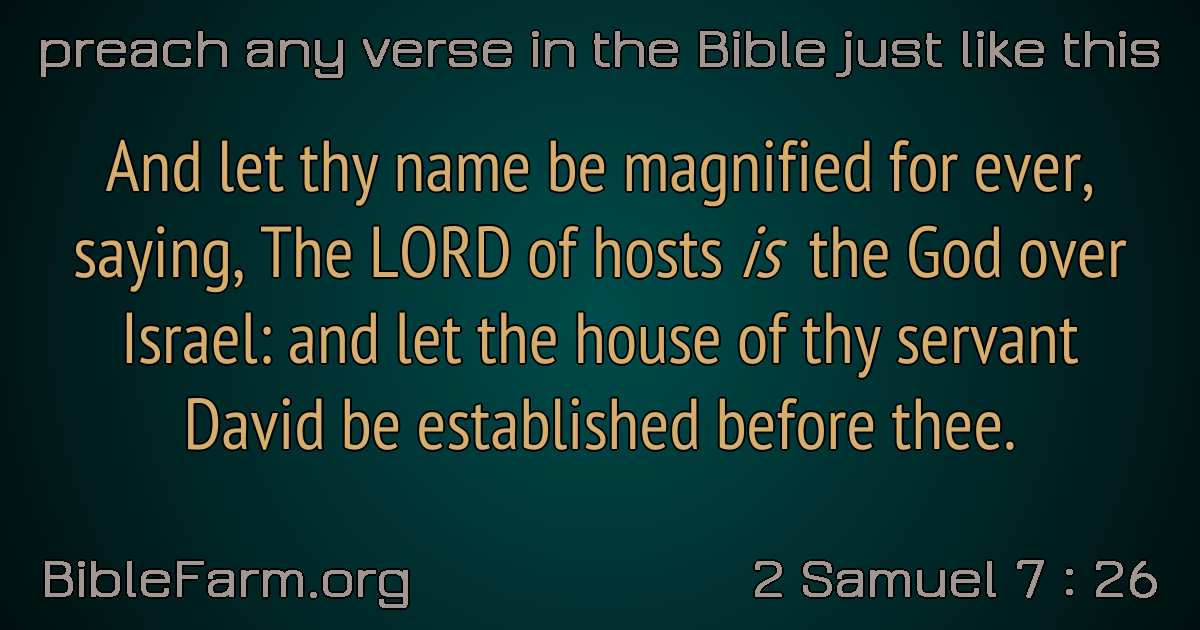 preach any verse in the Bible just like this
And let thy name be magnified for ever,
saying, The LORD of hosts is the God over
Israel: and let the house of thy servant
David be established before thee.
BibleFarm.org
2 Samuel 7 : 26